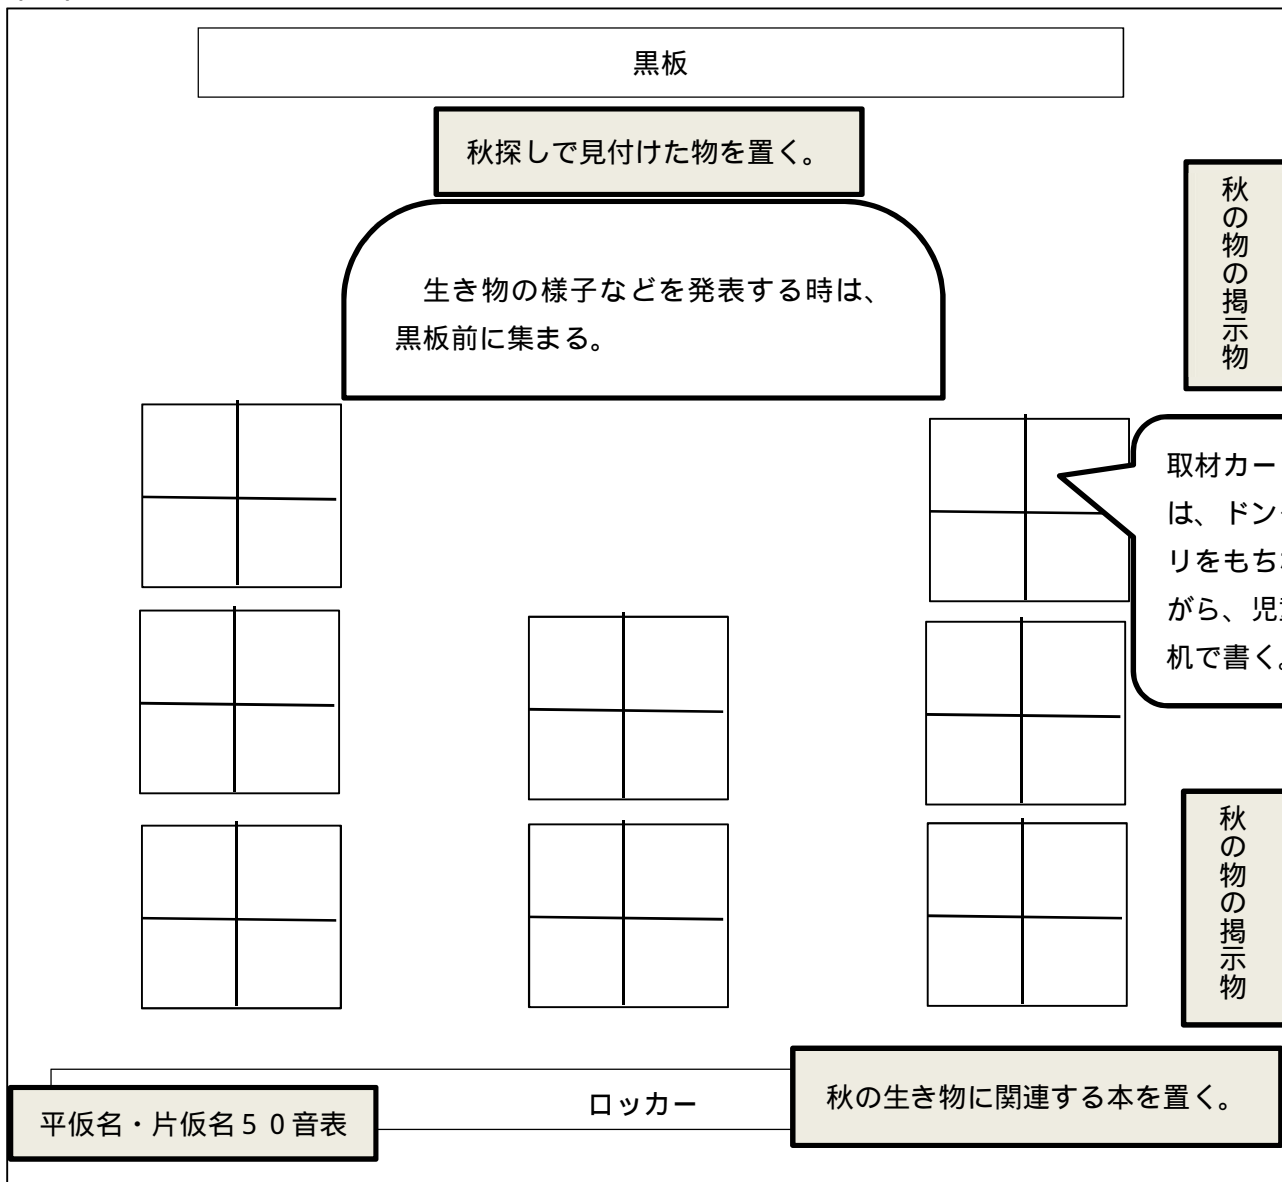 黒板
秋探しで見付けた物を置く。
生き物の様子などを発表する時は、
黒板前に集まる。
秋の物の掲示物
取材カー
は、ドン
リをもち
がら、児
机で書く。
秋の物の掲示物
ロッカー
秋の生き物に関連する本を置く。
平仮名・片仮名５０音表